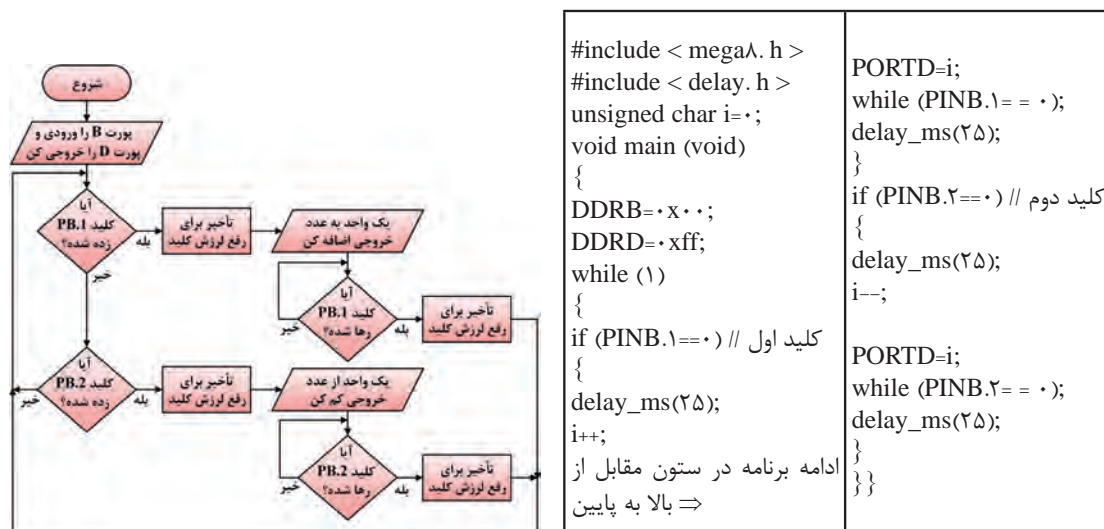 شروع
پورت B را ورودی و
پورت D را خروجی کن
آیا
کلید PB.1
زده شده؟
بله
خیر
تأخیر برای
رفع لرزش کلید
یک واحد به عدد
خروجی اضافه کن
آیا
کلید PB.1
رها شده؟
خیر
بله
تأخیر برای
رفع لرزش کلید
آیا
کلید PB.2
زده شده؟
خیر
بله
تأخیر برای
رفع لرزش کلید
یک واحد از عدد
خروجی کم کن
آیا
کلید PB.2
رها شده؟
خیر
بله
تأخیر برای
رفع لرزش کلید
#include < mega۸. h >
#include < delay. h >
unsigned char i=۰;
void main (void)
{
DDRB=۰x۰۰;
DDRD=۰xff;
while (۱)
{
if (PINB.۱==۰) // کلید اول
{
delay_ms(۲۵);
i++;
ادامه برنامه در ستون مقابل از
بالا به پایین ⇒
PORTD=i;
while (PINB.۱= = ۰);
delay_ms(۲۵);
}
if (PINB.۲==۰) // کلید دوم
{
delay_ms(۲۵);
i--;
PORTD=i;
while (PINB.۲= = ۰);
delay_ms(۲۵);
}
}}